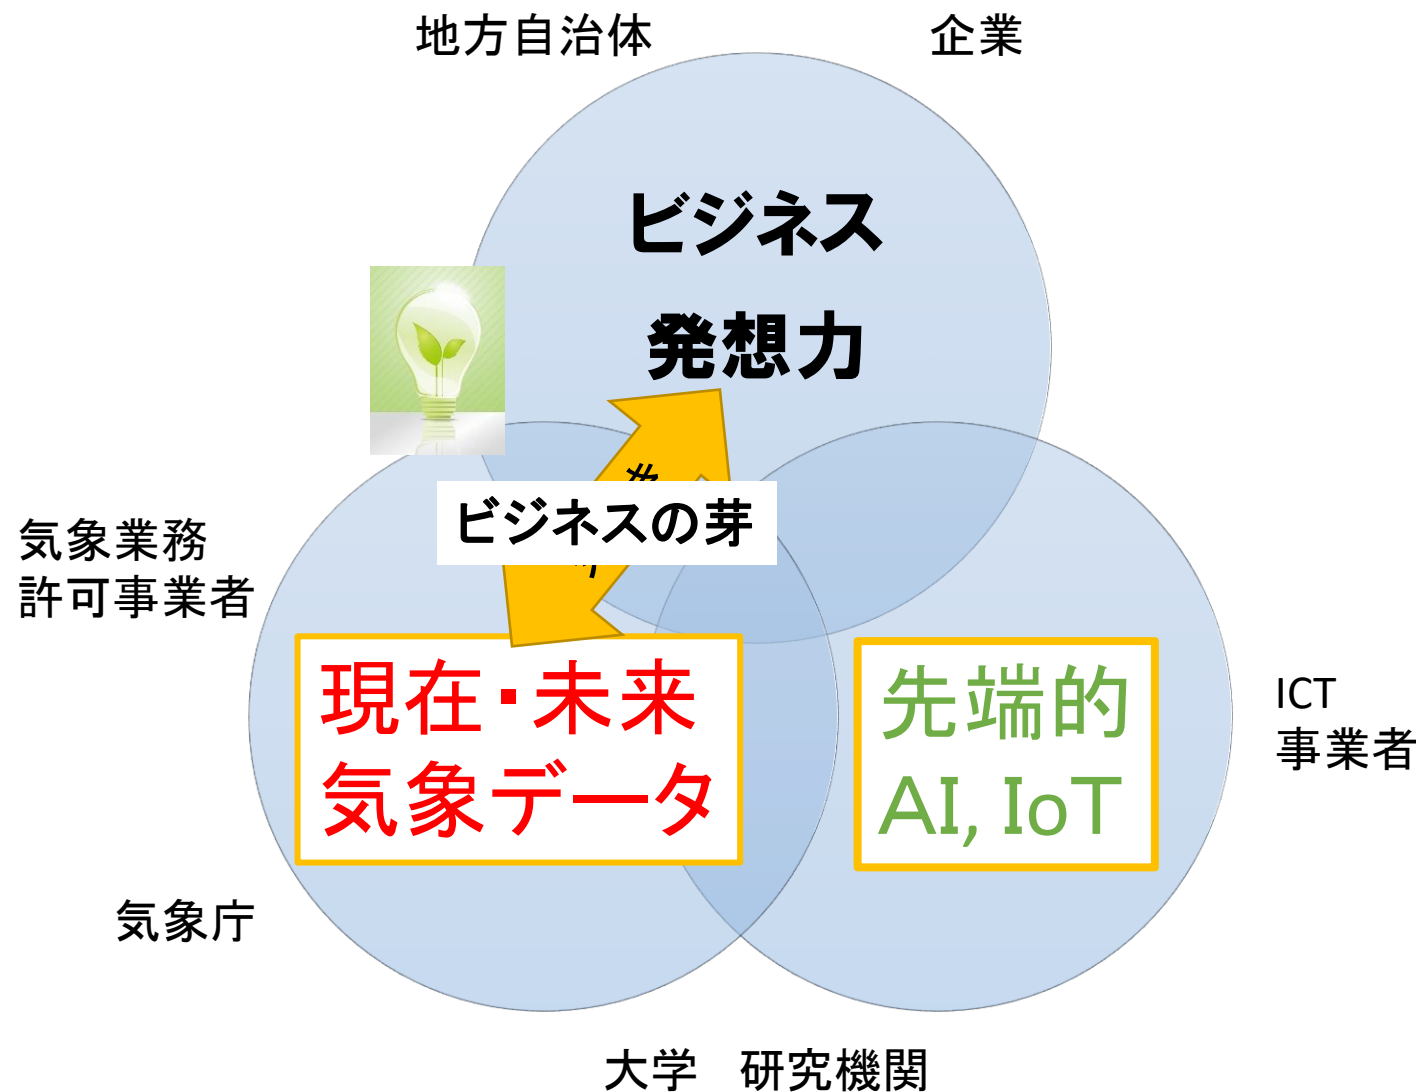 地方自治体
企業
ビジネス
発想力
ビジネスの芽
気象業務
許可事業者
現在・未来
気象データ
先端的
AI, IoT
ICT
事業者
気象庁
大学　研究機関